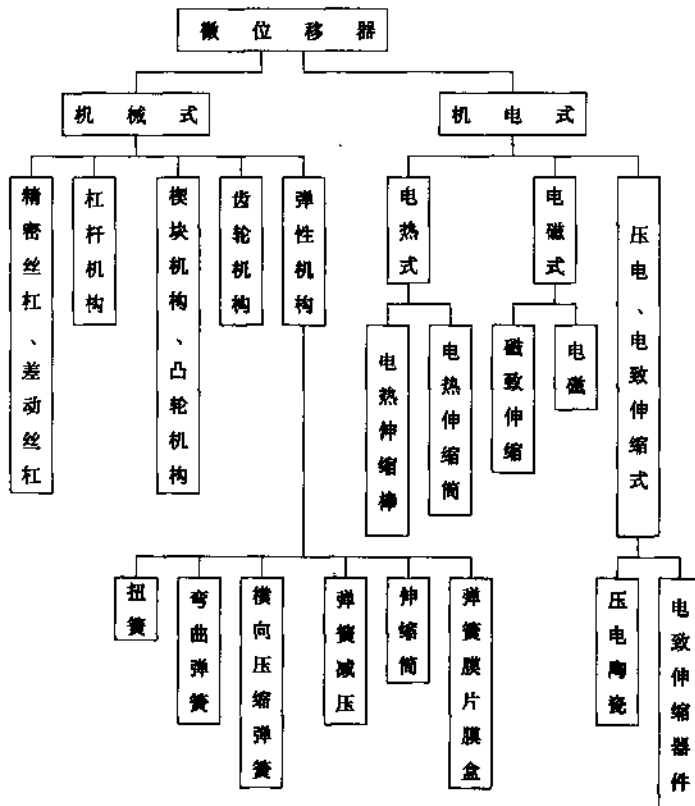 微位移器
机械式
机电式
精密丝杠、差动丝杠
杠杆机构
楔块机构、凸轮机构
齿轮机构
弹性机构
电热式
电磁式
压电、电致伸缩式
电热伸缩棒
电热伸缩筒
磁致伸缩
电磁
扭簧
弯曲弹簧
横向压缩弹簧
弹簧减压
伸缩筒
弹簧膜片膜盒
压电陶瓷
电致伸缩器件